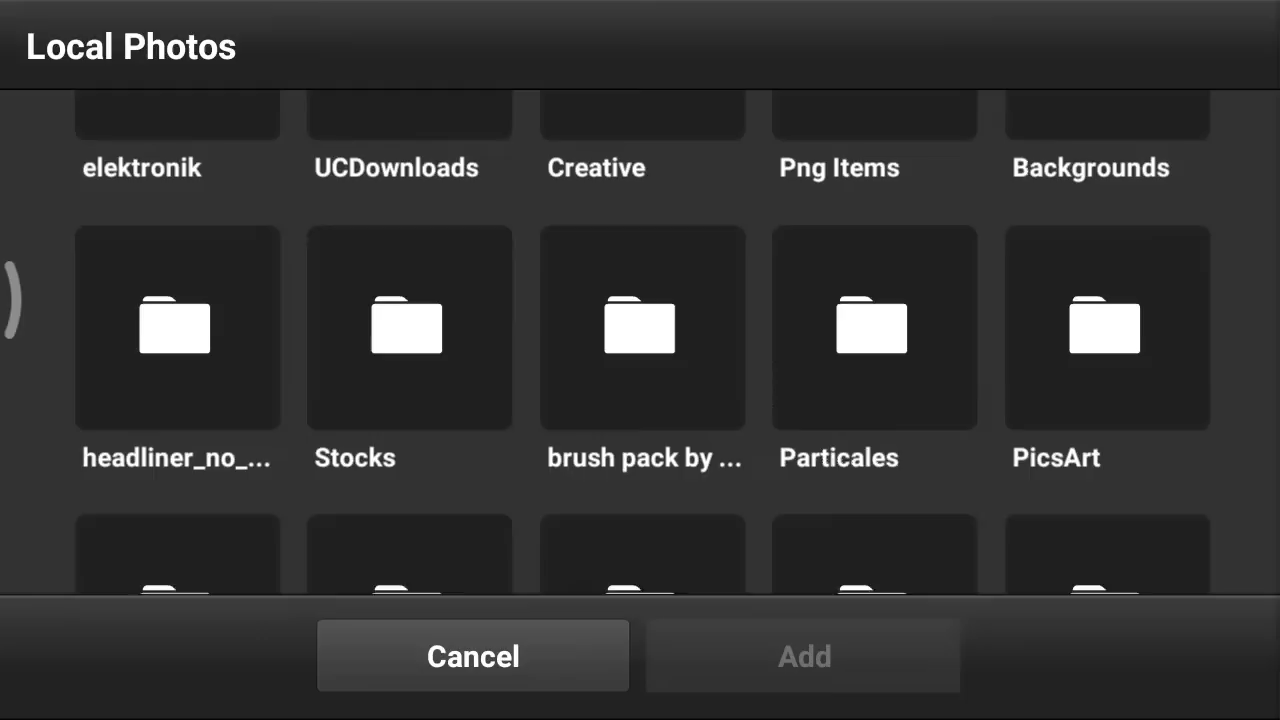 Local Photos
elektronik
UCDownloads
Creative
Png Items
Backgrounds
headliner_no_...
Stocks
brush pack by ...
Particales
PicsArt
Cancel
Add